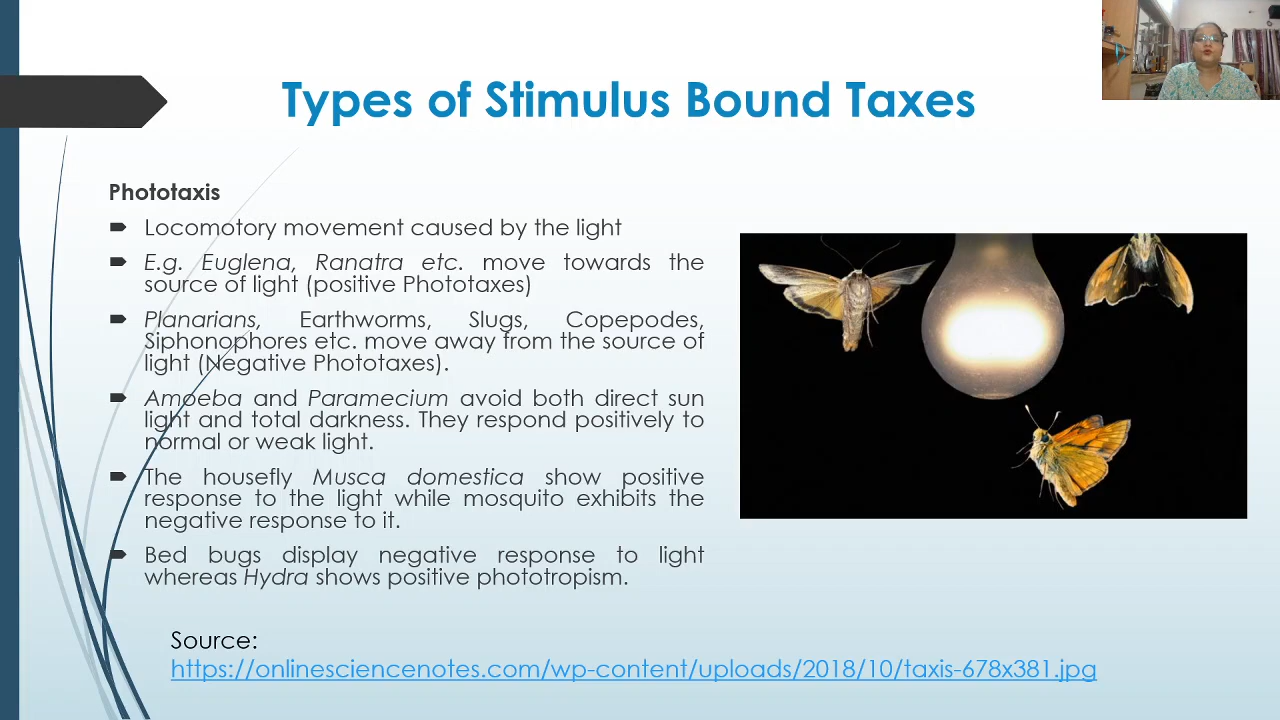 Types of Stimulus Bound Taxes
Phototaxis
Locomotory movement caused by the light
E.g. Euglena, Ranatra etc. move towards the
source of light (positive Phototaxes)
Planarians, Earthworms, Slugs, Copepodes,
Siphonophores etc. move away from the source of
light (Negative Phototaxes).
Amoeba and Paramecium avoid both direct sun
light and total darkness. They respond positively to
normal or weak light.
The housefly Musca domestica show positive
response to the light while mosquito exhibits the
negative response to it.
Bed bugs display negative response to light
whereas Hydra shows positive phototropism.
Source:
https://onlinesciencenotes.com/wp-content/uploads/2018/10/taxis-678x381.jpg